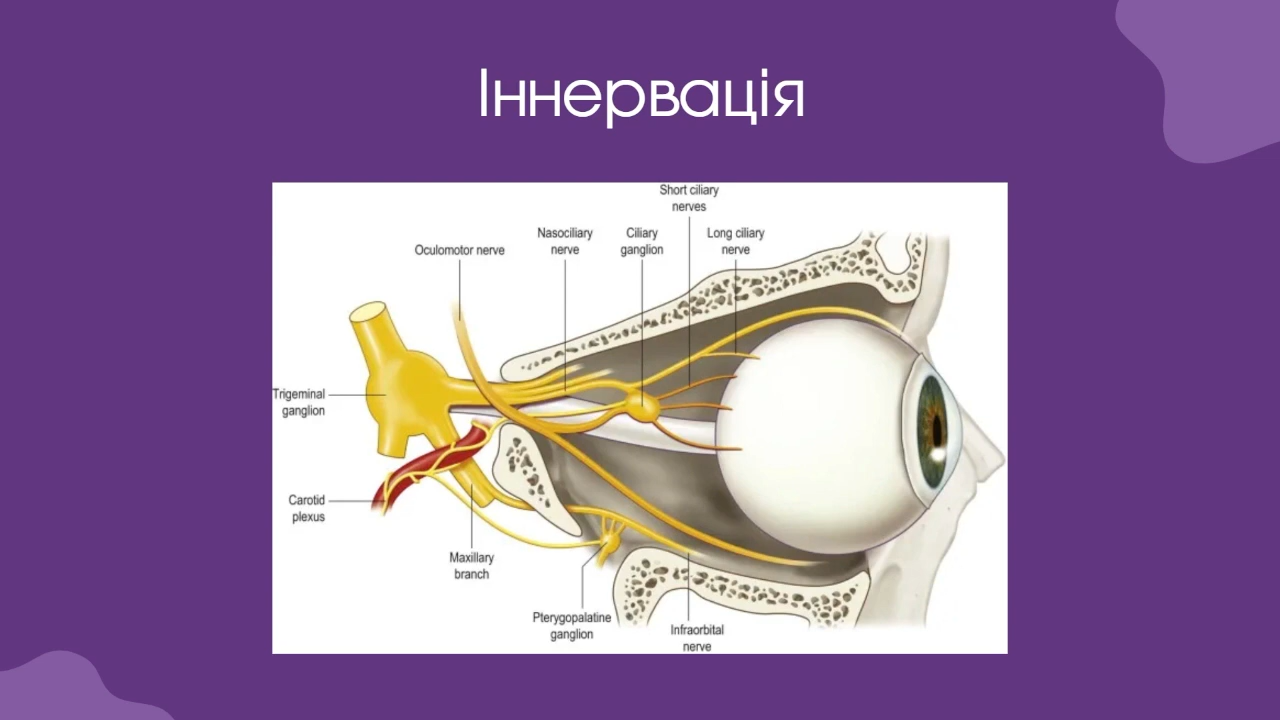 Іннервація
Short ciliary
nerves
Nasociliary
nerve
Ciliary
ganglion
Long ciliary
nerve
Oculomotor nerve
Trigeminal
ganglion
Carotid
plexus
Maxillary
branch
Pterygopalatine
ganglion
Infraorbital
nerve